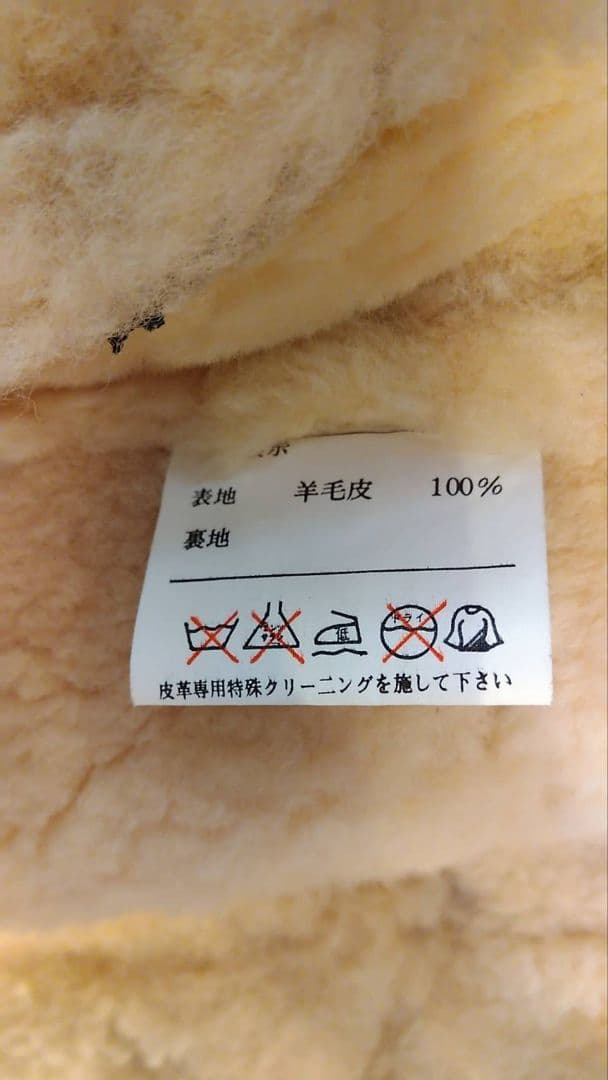 表地 羊毛皮 100%
裏地
低 ドライ
皮革専用特殊クリーニングを施して下さい